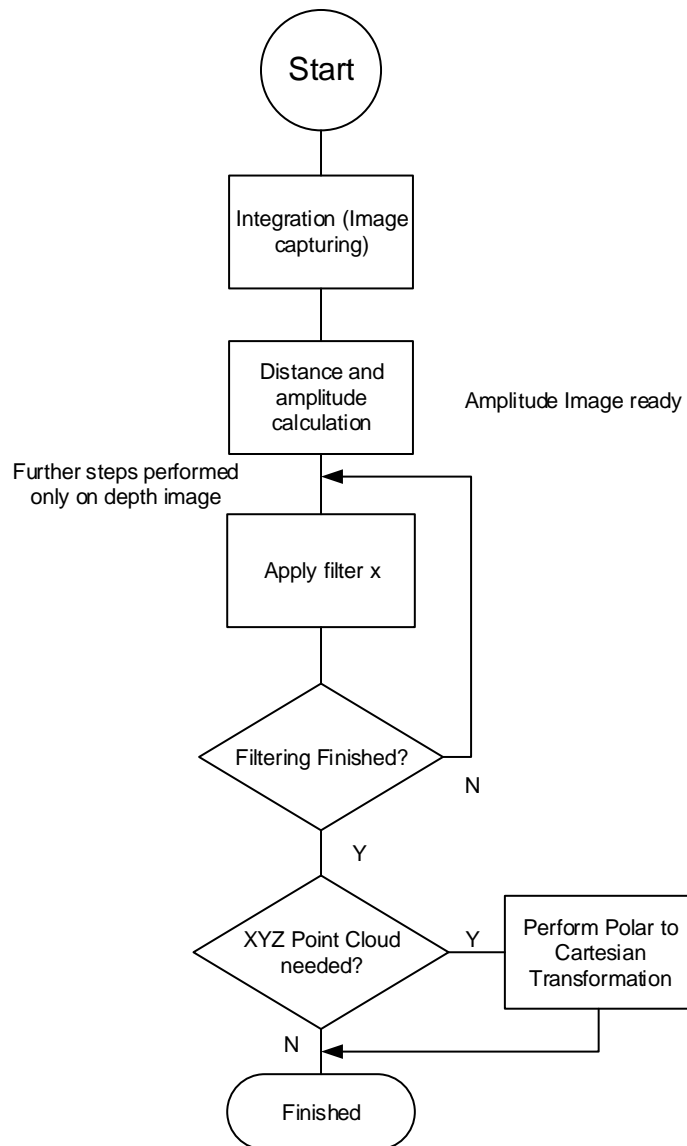 Start
Integration (Image
capturing)
Distance and
amplitude
calculation
Amplitude Image ready
Further steps performed
only on depth image
Apply filter x
Filtering Finished?
N
Y
XYZ Point Cloud
needed?
Y
Perform Polar to
Cartesian
Transformation
N
Finished